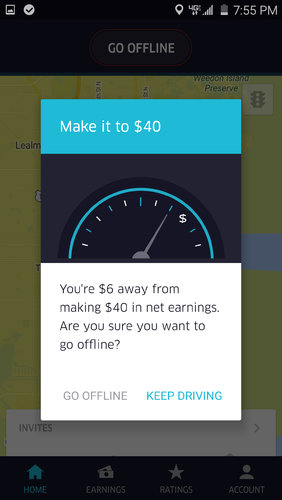 4G LTE 7:55 PM
GO OFFLINE
Weedon Island
Preserve
Lealm
Make it to $40
$
You're $6 away from
making $40 in net earnings.
Are you sure you want to
go offline?
GO OFFLINE KEEP DRIVING
INVITES
HOME EARNINGS RATINGS ACCOUNT